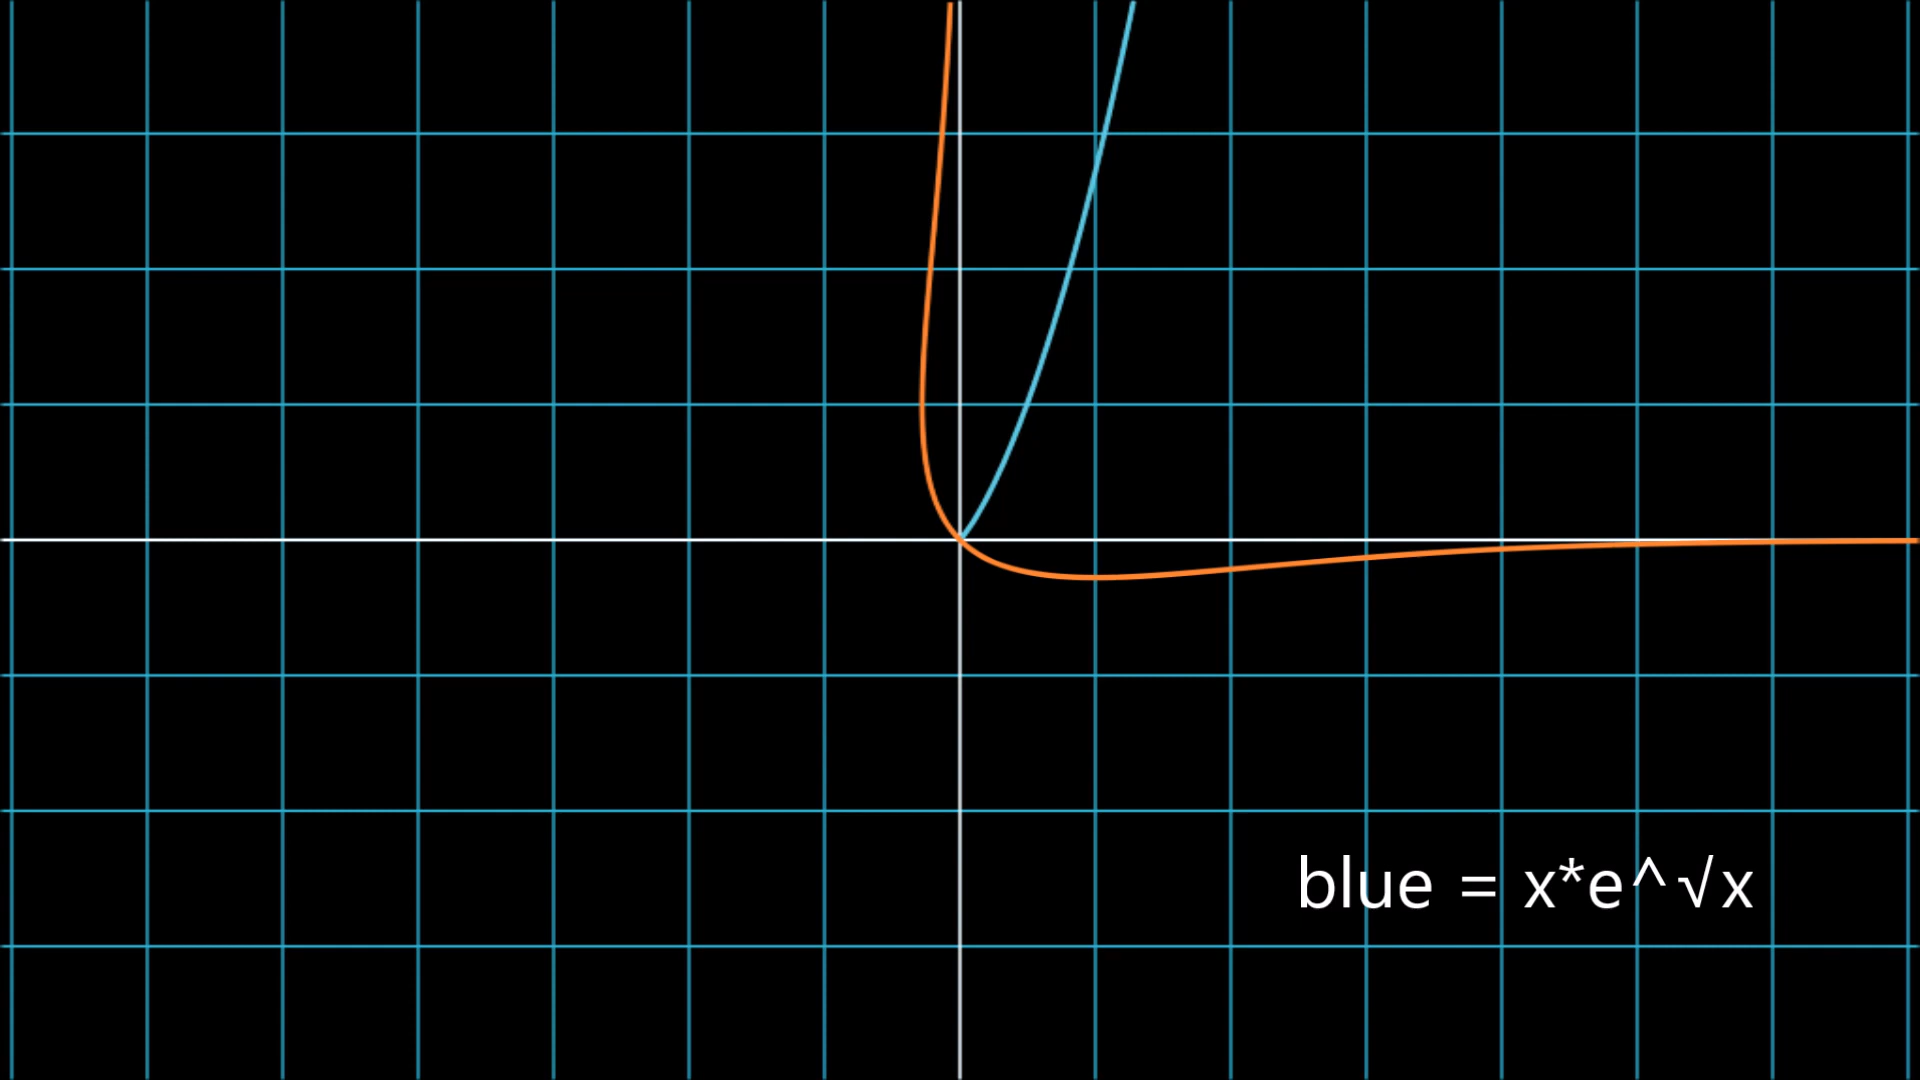 blue = x*e^√x